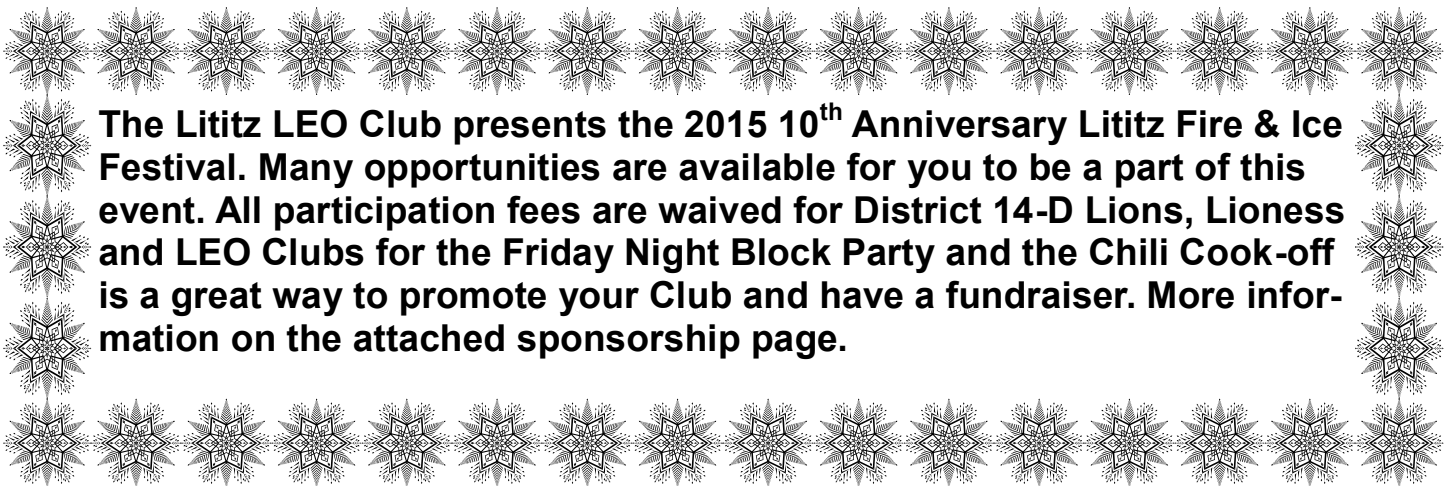 The Lititz LEO Club presents the 2015 10th Anniversary Lititz Fire & Ice
Festival. Many opportunities are available for you to be a part of this
event. All participation fees are waived for District 14-D Lions, Lioness
and LEO Clubs for the Friday Night Block Party and the Chili Cook-off
is a great way to promote your Club and have a fundraiser. More infor-
mation on the attached sponsorship page.